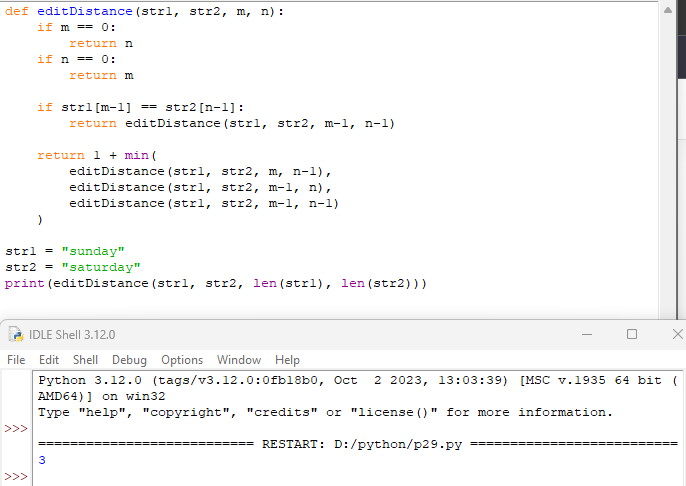 def editDistance(str1, str2, m, n):
    if m == 0:
        return n
    if n == 0:
        return m

    if str1[m-1] == str2[n-1]:
        return editDistance(str1, str2, m-1, n-1)

    return 1 + min(
        editDistance(str1, str2, m, n-1),
        editDistance(str1, str2, m-1, n),
        editDistance(str1, str2, m-1, n-1)
    )

str1 = "sunday"
str2 = "saturday"
print(editDistance(str1, str2, len(str1), len(str2)))
IDLE Shell 3.12.0
File Edit Shell Debug Options Window Help
Python 3.12.0 (tags/v3.12.0:0fb18b0, Oct  2 2023, 13:03:39) [MSC v.1935 64 bit (
AMD64)] on win32
Type "help", "copyright", "credits" or "license()" for more information.
>>>
=========================== RESTART: D:/python/p29.py ==========================
3
>>>